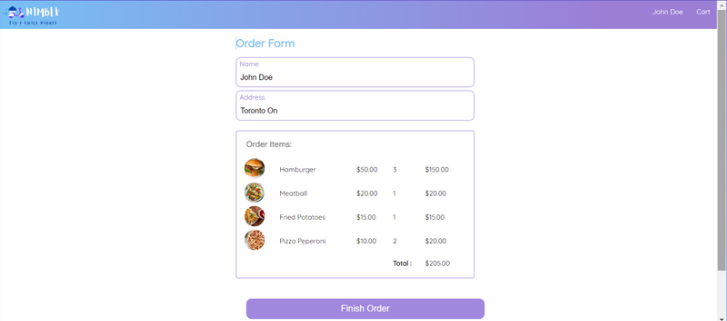 NIMBLE
John Doe Cart
Order Form
Name
John Doe
Address
Toronto On
Order Items:
Hamburger $50.00 3 $150.00
Meatball $20.00 1 $20.00
Fried Potatoes $15.00 1 $15.00
Pizza Peperoni $10.00 2 $20.00
Total : $205.00
Finish Order